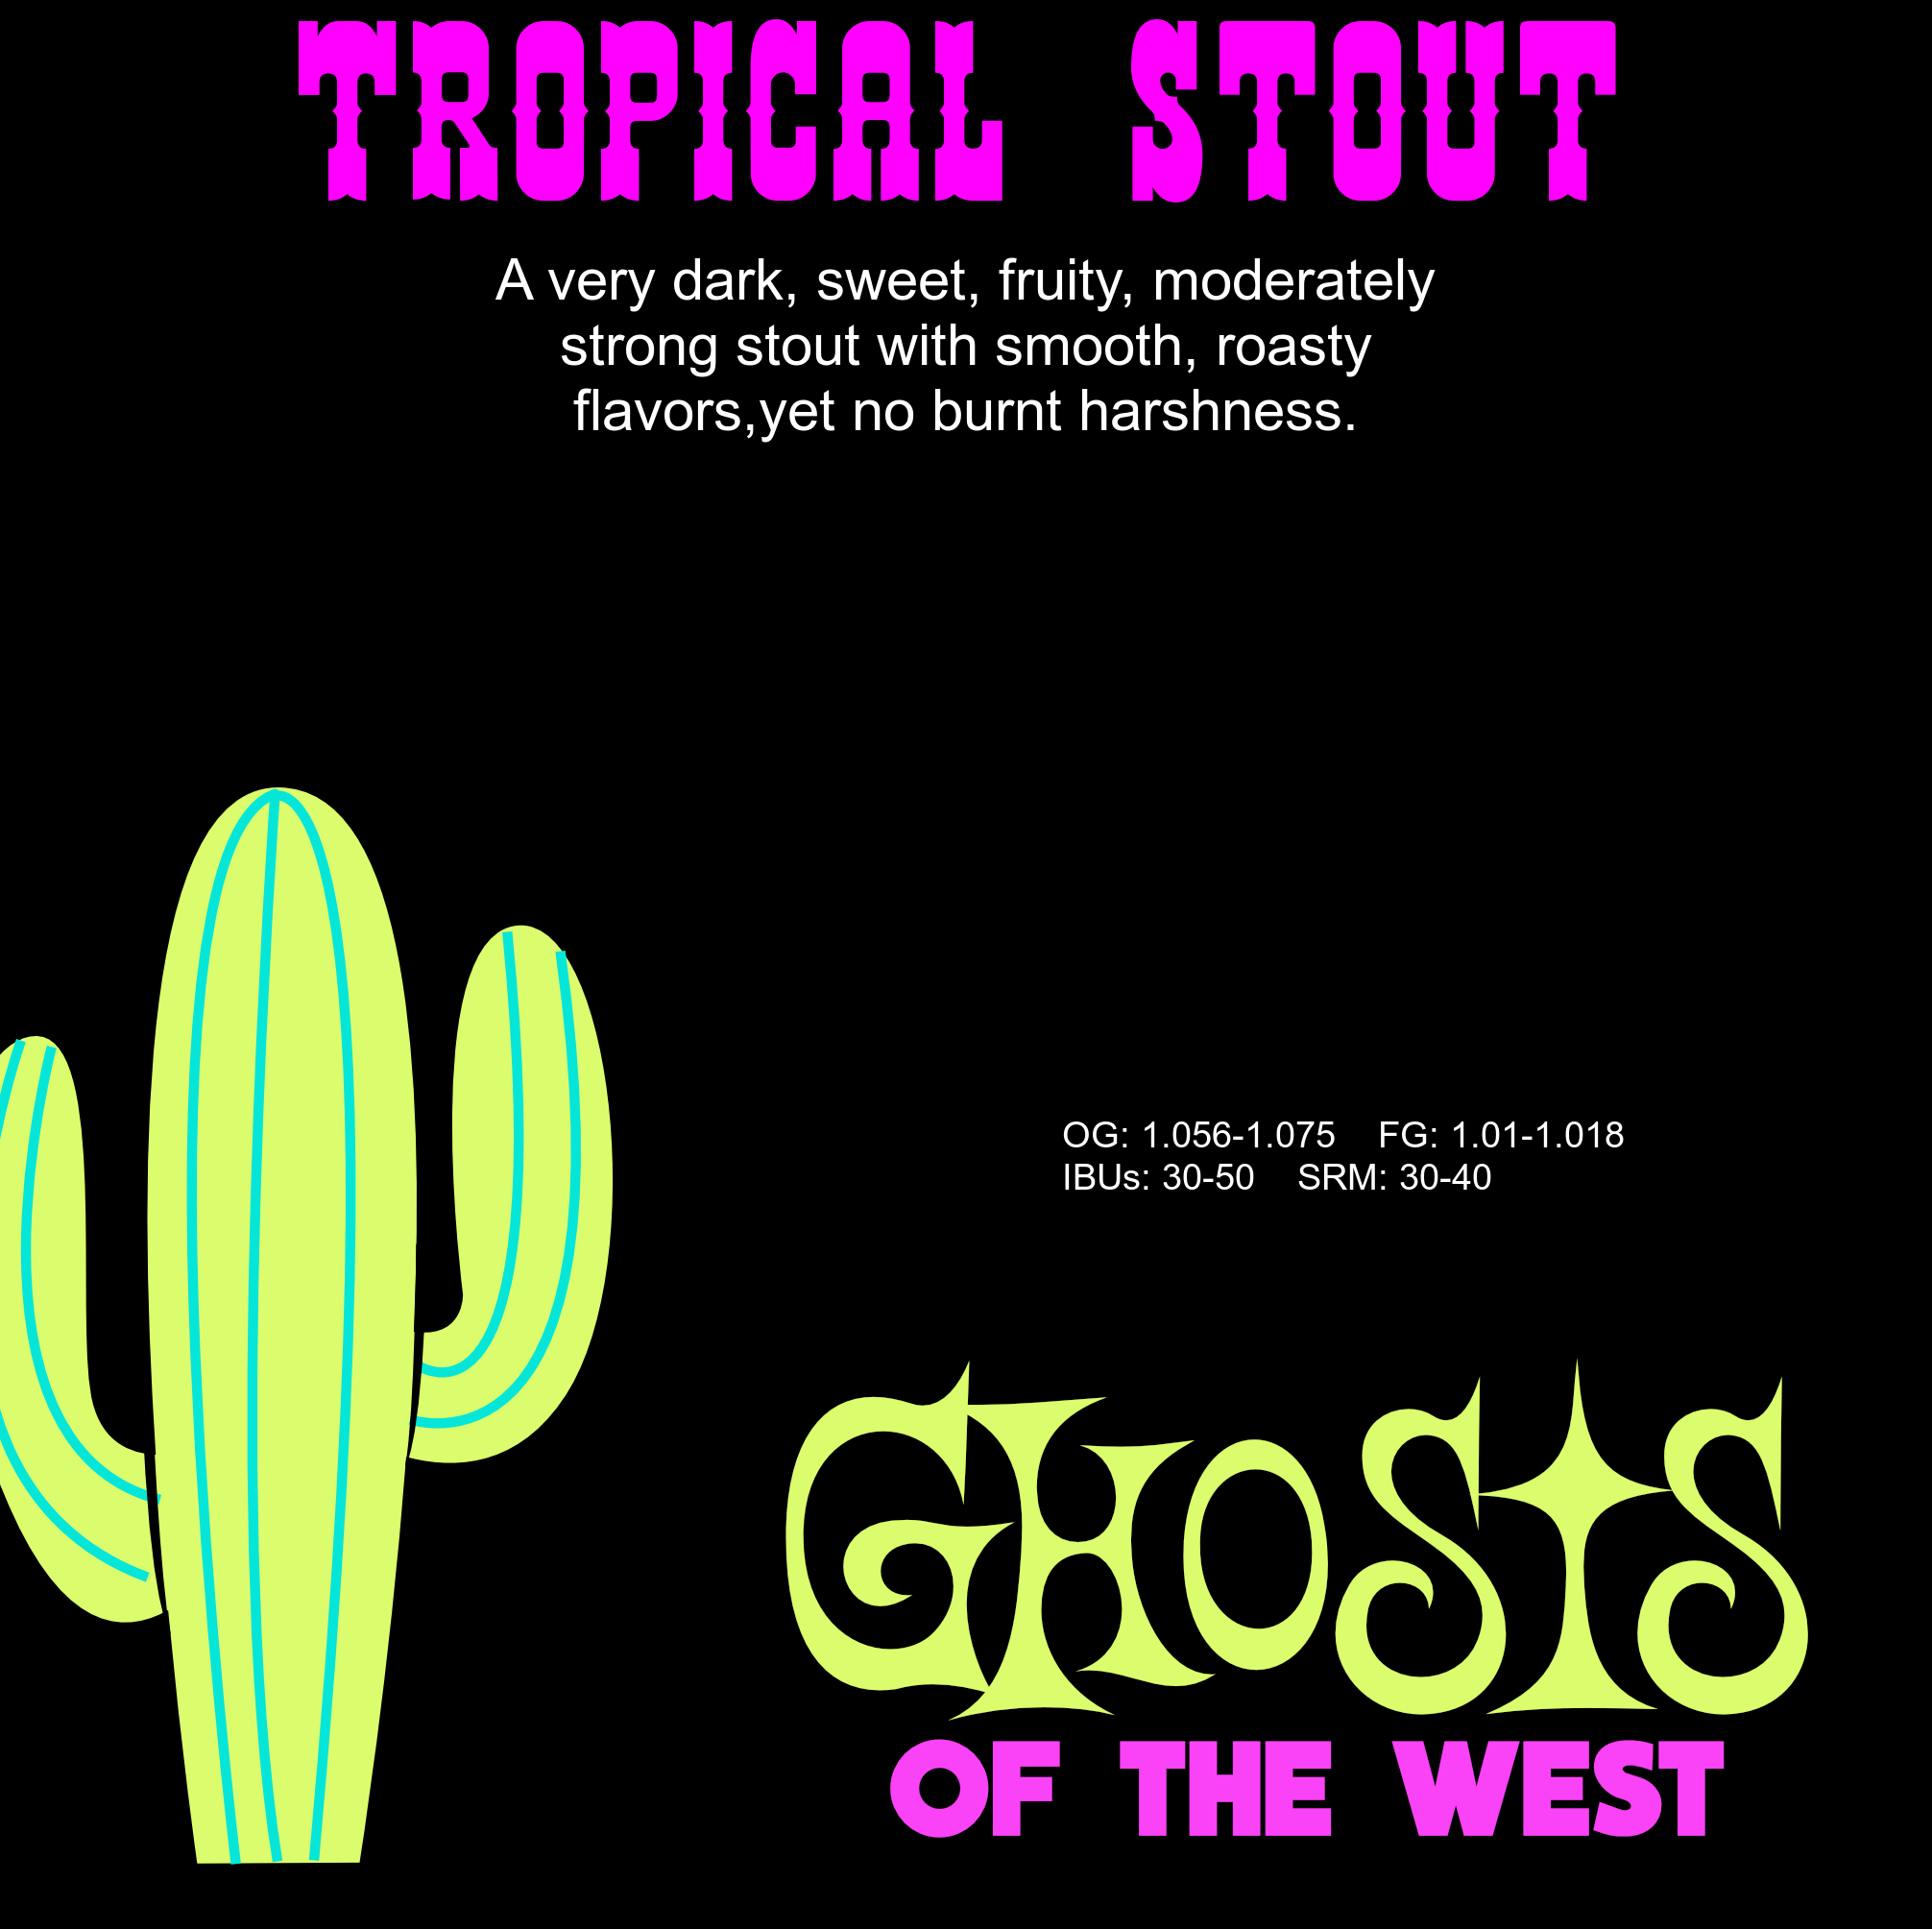 TROPICAL STOUT
A very dark, sweet, fruity, moderately
strong stout with smooth, roasty
flavors,yet no burnt harshness.
OG: 1.056-1.075 FG: 1.01-1.018
IBUs: 30-50 SRM: 30-40
GHOSTS
OF THE WEST